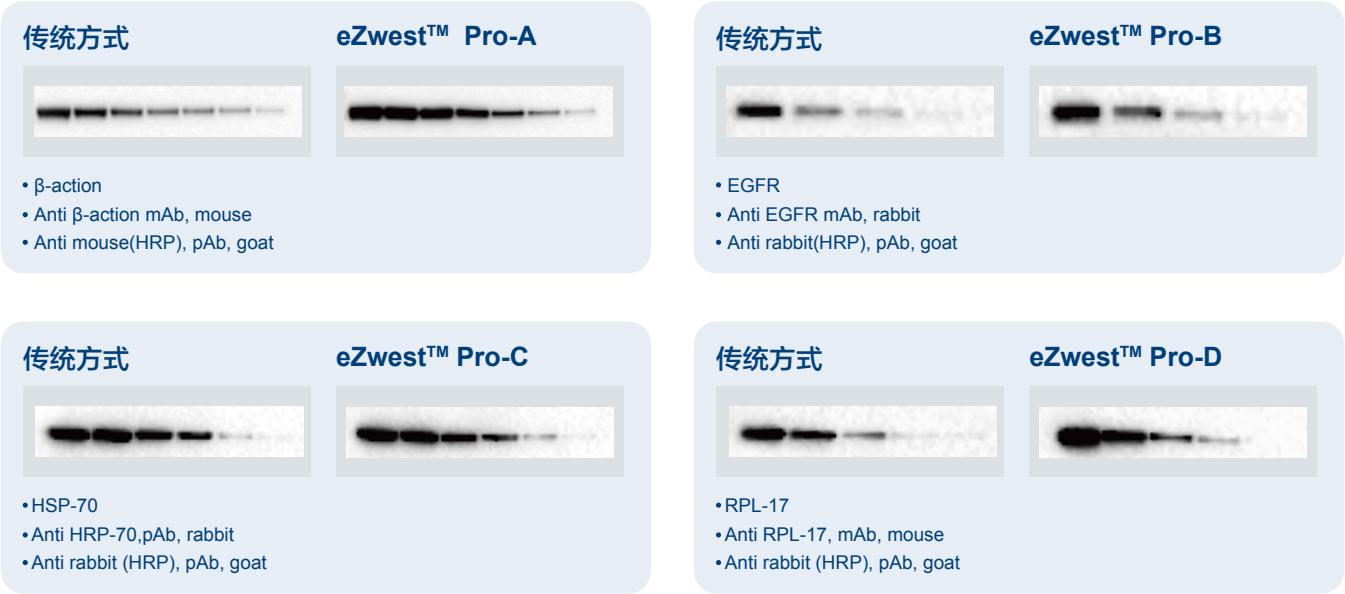 传统方式
eZwest™ Pro-A
• β-action
• Anti β-action mAb, mouse
• Anti mouse(HRP), pAb, goat
传统方式
eZwest™ Pro-B
• EGFR
• Anti EGFR mAb, rabbit
• Anti rabbit(HRP), pAb, goat
传统方式
eZwest™ Pro-C
• HSP-70
• Anti HRP-70,pAb, rabbit
• Anti rabbit (HRP), pAb, goat
传统方式
eZwest™ Pro-D
• RPL-17
• Anti RPL-17, mAb, mouse
• Anti rabbit (HRP), pAb, goat